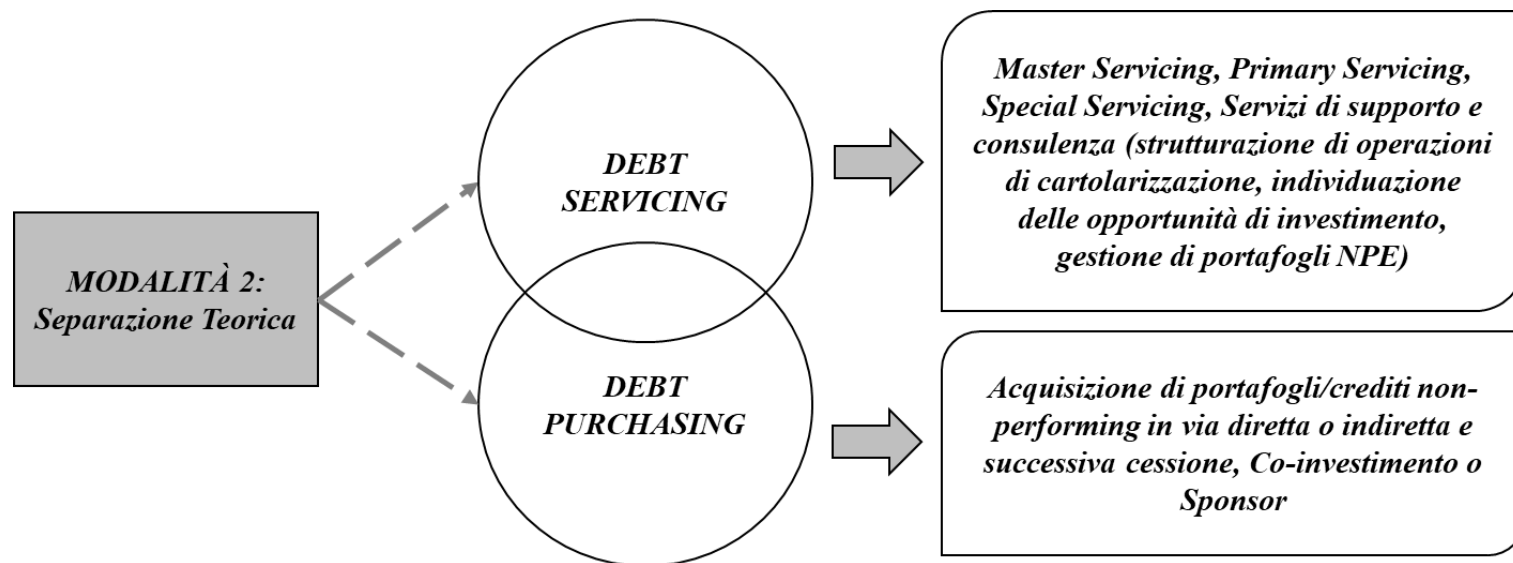 MODALITÀ 2:
Separazione Teorica
DEBT
SERVICING
Master Servicing, Primary Servicing,
Special Servicing, Servizi di supporto e
consulenza (strutturazione di operazioni
di cartolarizzazione, individuazione
delle opportunità di investimento,
gestione di portafogli NPE)
DEBT
PURCHASING
Acquisizione di portafogli/crediti non-
performing in via diretta o indiretta e
successiva cessione, Co-investimento o
Sponsor